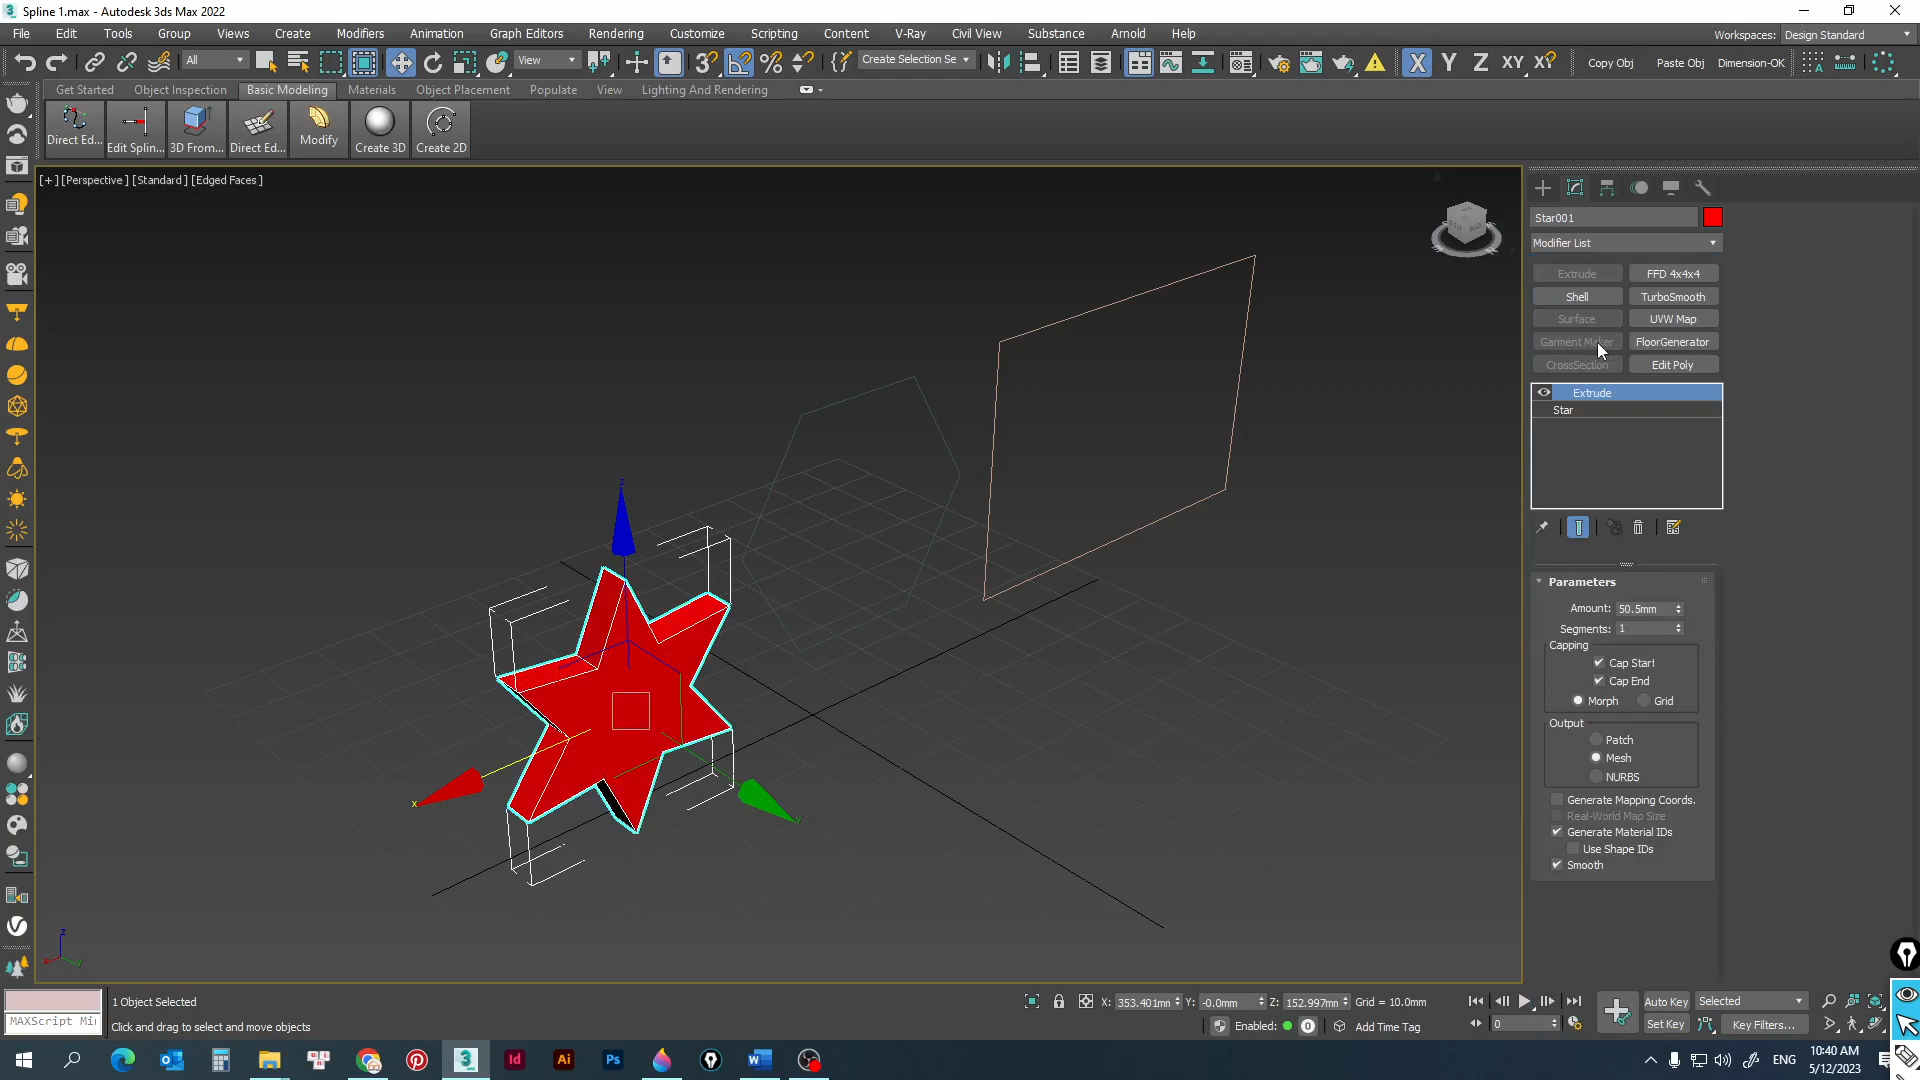 Spline 1.max - Autodesk 3ds Max 2022
File Edit Tools Group Views Create Modifiers Animation Graph Editors Rendering Customize Scripting Content V-Ray Civil View Substance Arnold Help
Workspaces: Design Standard
All View Create Selection Se X Y Z XY XY Copy Obj Paste Obj Dimension-OK
Get Started Object Inspection Basic Modeling Materials Object Placement Populate View Lighting And Rendering
Direct Ed... Edit Splin... 3D From... Direct Ed... Modify Create 3D Create 2D
[+] [Perspective ] [Standard ] [Edged Faces ]
Star001
Modifier List
Extrude FFD 4x4x4
Shell TurboSmooth
Surface UVW Map
Garment Maker FloorGenerator
CrossSection Edit Poly
Extrude
Star
z
x
y
Parameters
Amount: 50.5mm
Segments: 1
Capping
Cap Start
Cap End
Morph Grid
Output
Patch
Mesh
NURBS
Generate Mapping Coords.
Real-World Map Size
Generate Material IDs
Use Shape IDs
Smooth
z
x y
1 Object Selected
X: 353.401mm Y: -0.0mm Z: 152.997mm Grid = 10.0mm
Auto Key Selected
MAXScript Mi
Click and drag to select and move objects
Enabled: 0 Add Time Tag
0
Set Key Key Filters...
ENG
10:40 AM
5/12/2023